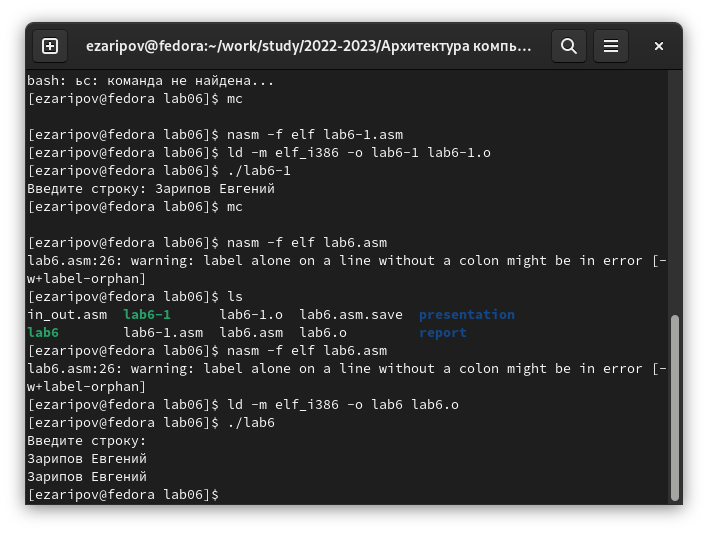 ezaripov@fedora:~/work/study/2022-2023/Архитектура компь...
bash: ьс: команда не найдена...
[ezaripov@fedora lab06]$ mc
[ezaripov@fedora lab06]$ nasm -f elf lab6-1.asm
[ezaripov@fedora lab06]$ ld -m elf_i386 -o lab6-1 lab6-1.o
[ezaripov@fedora lab06]$ ./lab6-1
Введите строку: Зарипов Евгений
[ezaripov@fedora lab06]$ mc
[ezaripov@fedora lab06]$ nasm -f elf lab6.asm
lab6.asm:26: warning: label alone on a line without a colon might be in error [-
w+label-orphan]
[ezaripov@fedora lab06]$ ls
in_out.asm  lab6-1      lab6-1.o  lab6.asm.save  presentation
lab6        lab6-1.asm  lab6.asm  lab6.o         report
[ezaripov@fedora lab06]$ nasm -f elf lab6.asm
lab6.asm:26: warning: label alone on a line without a colon might be in error [-
w+label-orphan]
[ezaripov@fedora lab06]$ ld -m elf_i386 -o lab6 lab6.o
[ezaripov@fedora lab06]$ ./lab6
Введите строку:
Зарипов Евгений
Зарипов Евгений
[ezaripov@fedora lab06]$